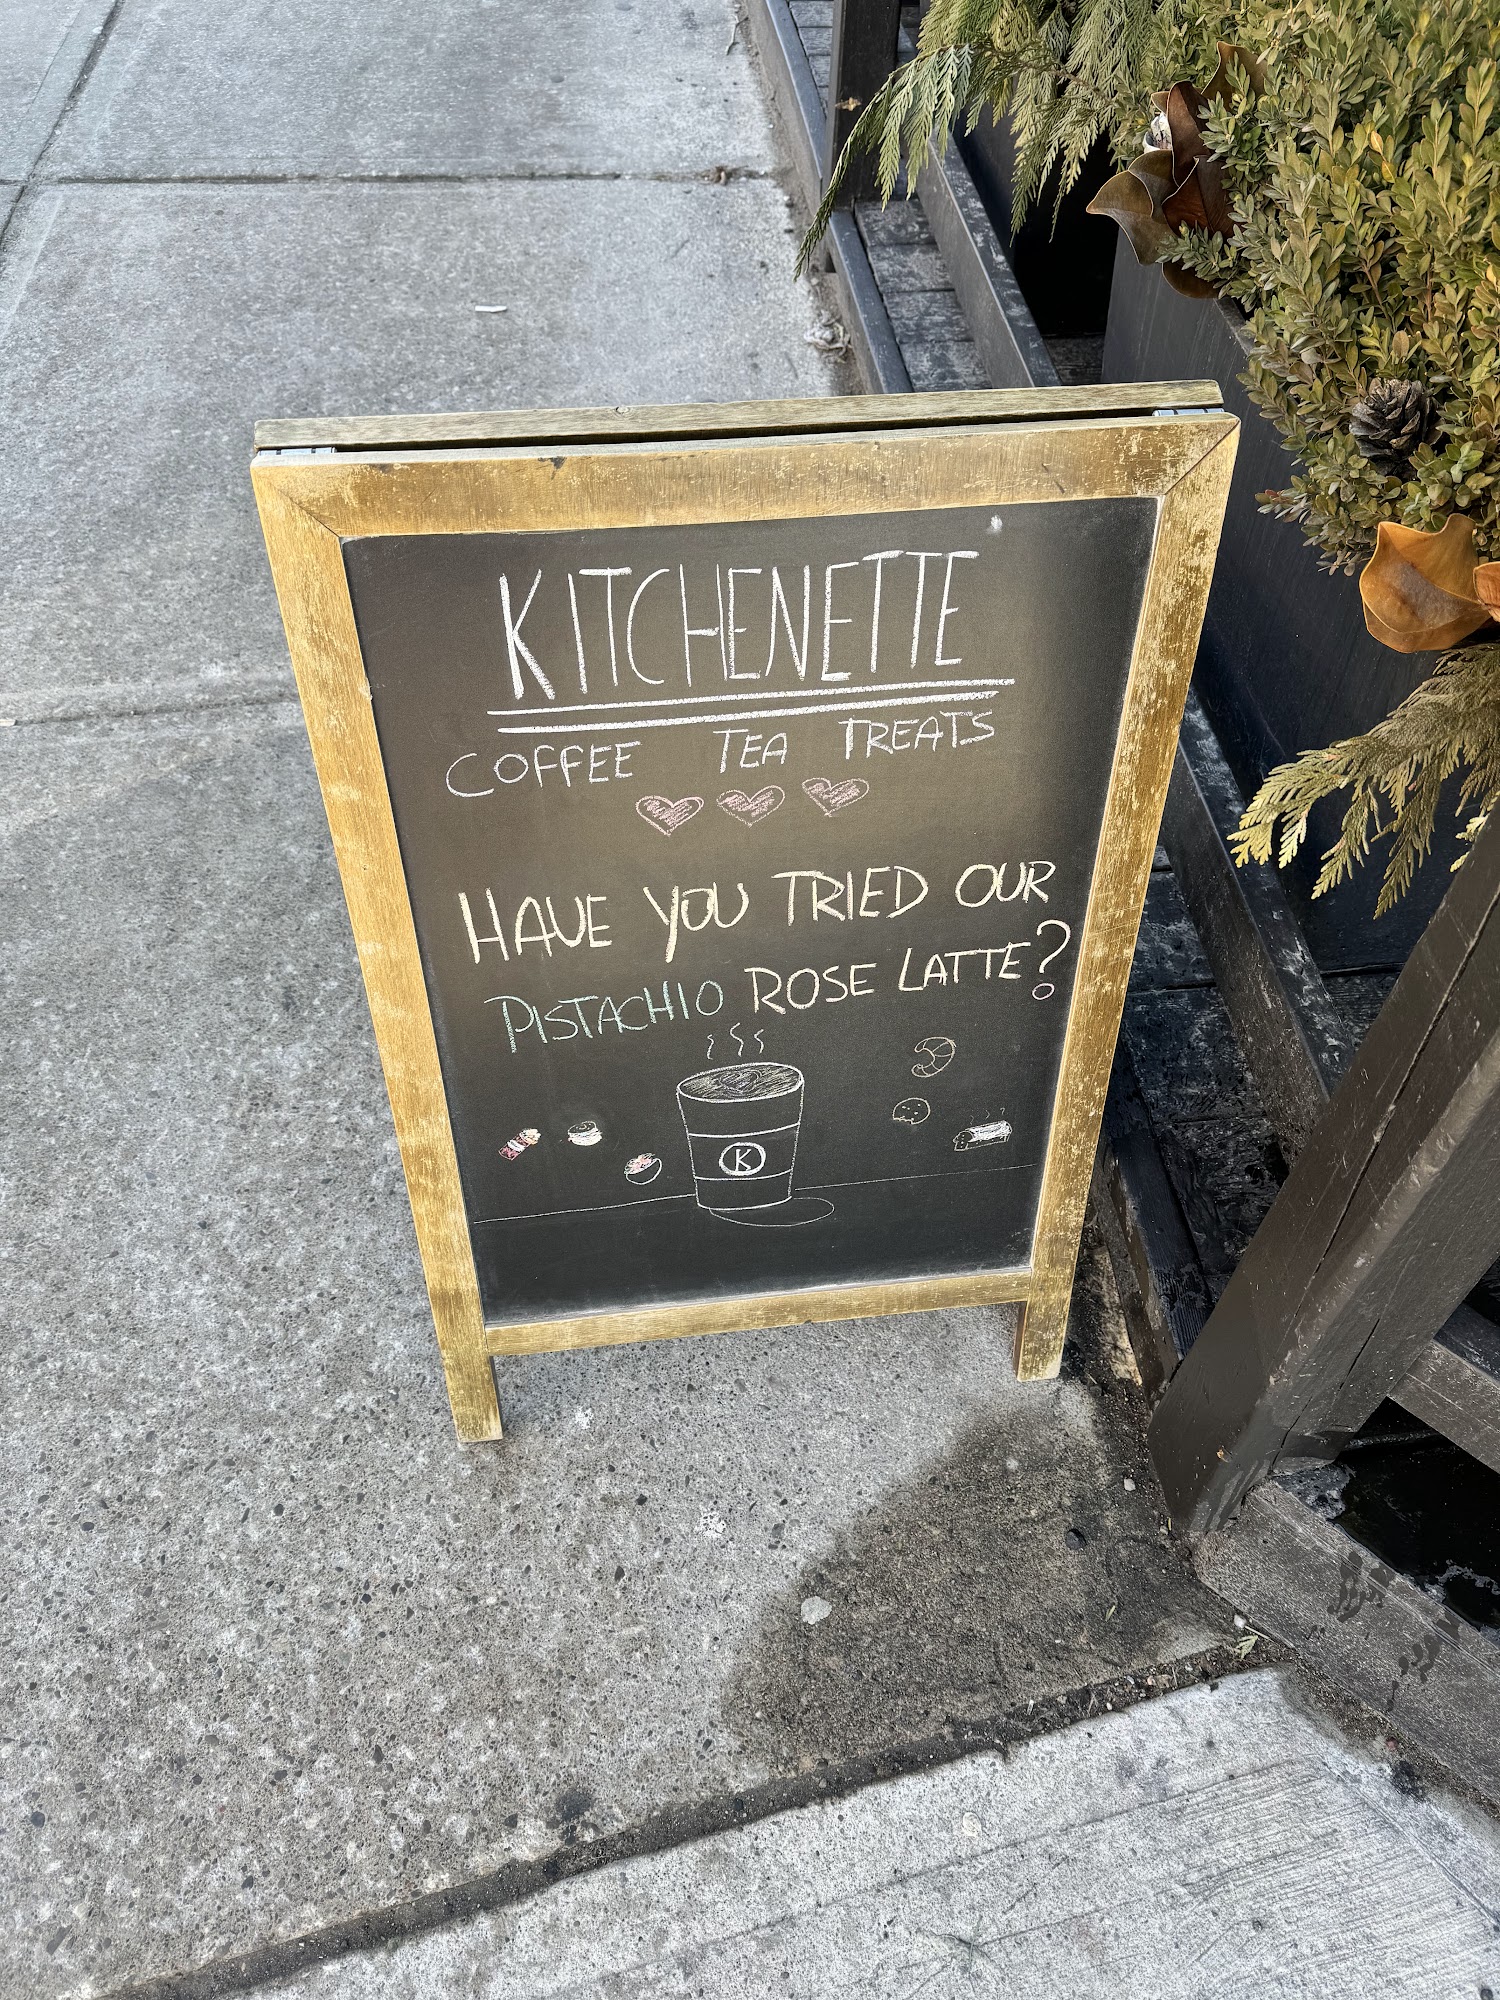 KITCHENETTE
COFFEE TEA TREATS
HAVE YOU TRIED OUR
PISTACHIO ROSE LATTE?
K